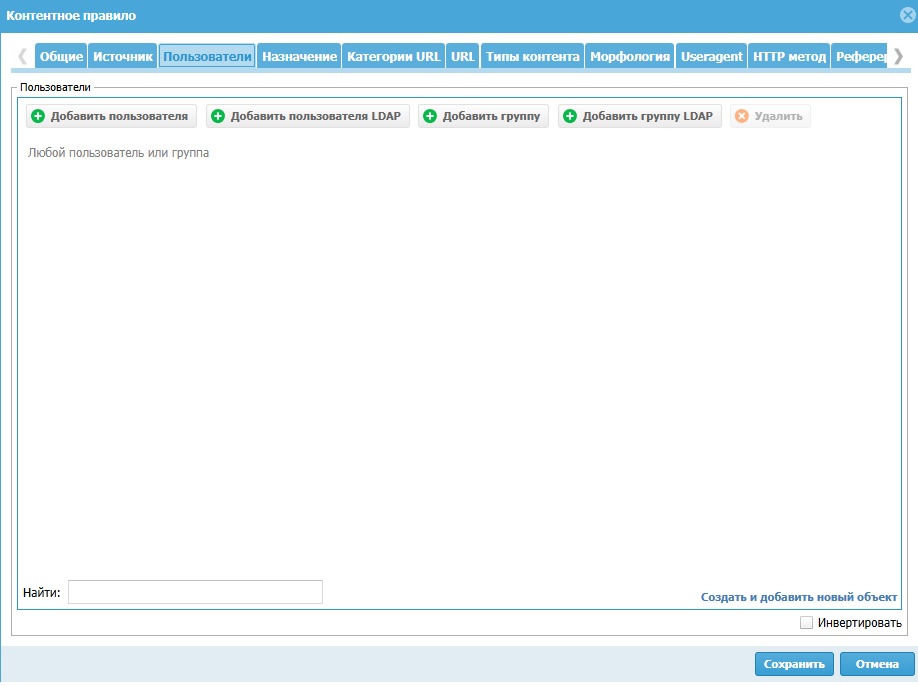 Контентное правило
Общие Источник Пользователи Назначение Категории URL URL Типы контента Морфология Useragent HTTP метод Рефере
Пользователи
Добавить пользователя Добавить пользователя LDAP Добавить группу Добавить группу LDAP Удалить
Любой пользователь или группа
Найти:
Создать и добавить новый объект
Инвертировать
Сохранить Отмена